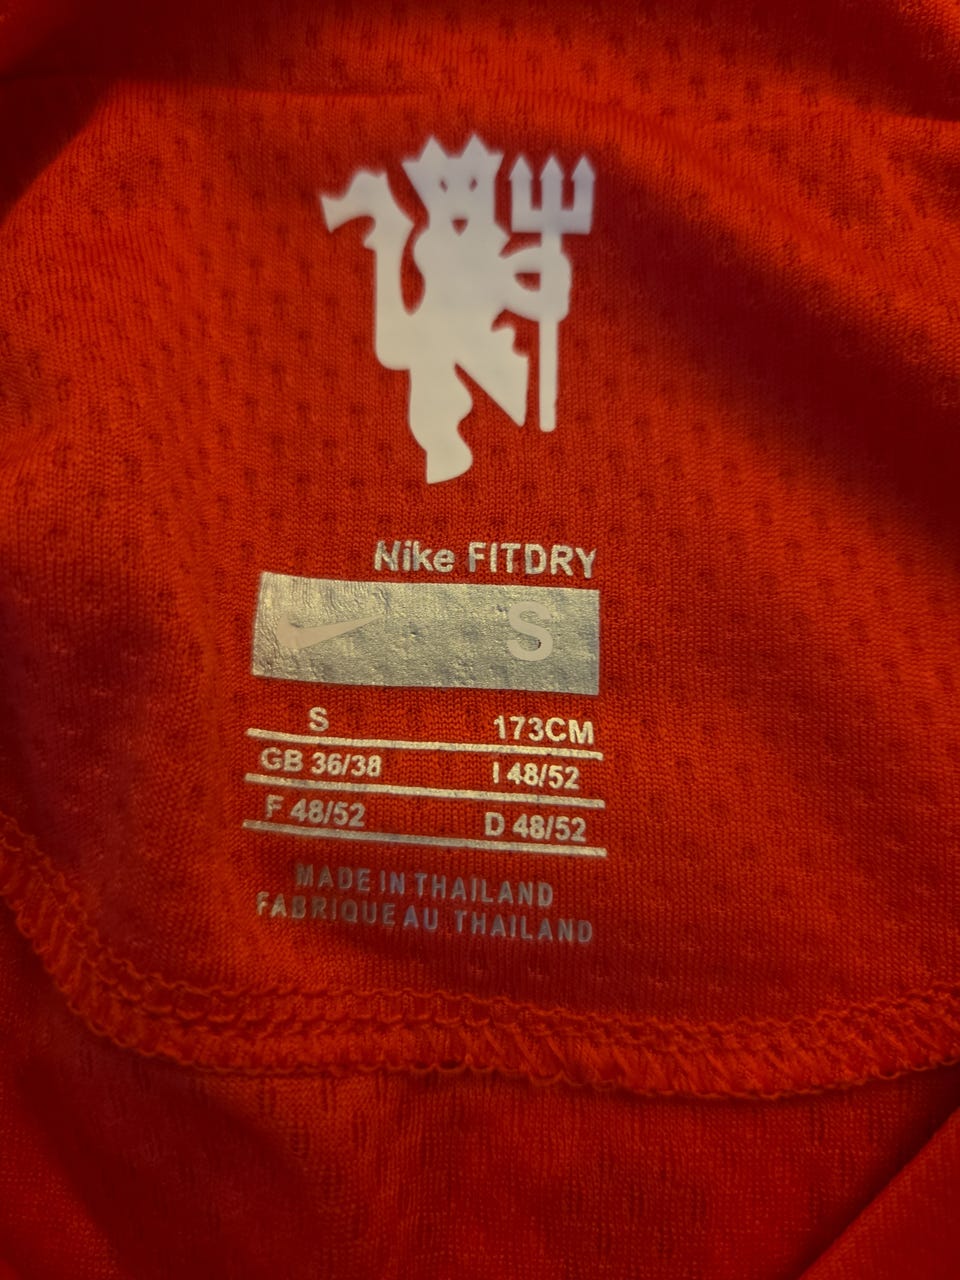 Nike FITDRY
S
S 173CM
GB 36/38 I 48/52
F 48/52 D 48/52
MADE IN THAILAND
FABRIQUE AU THAILAND